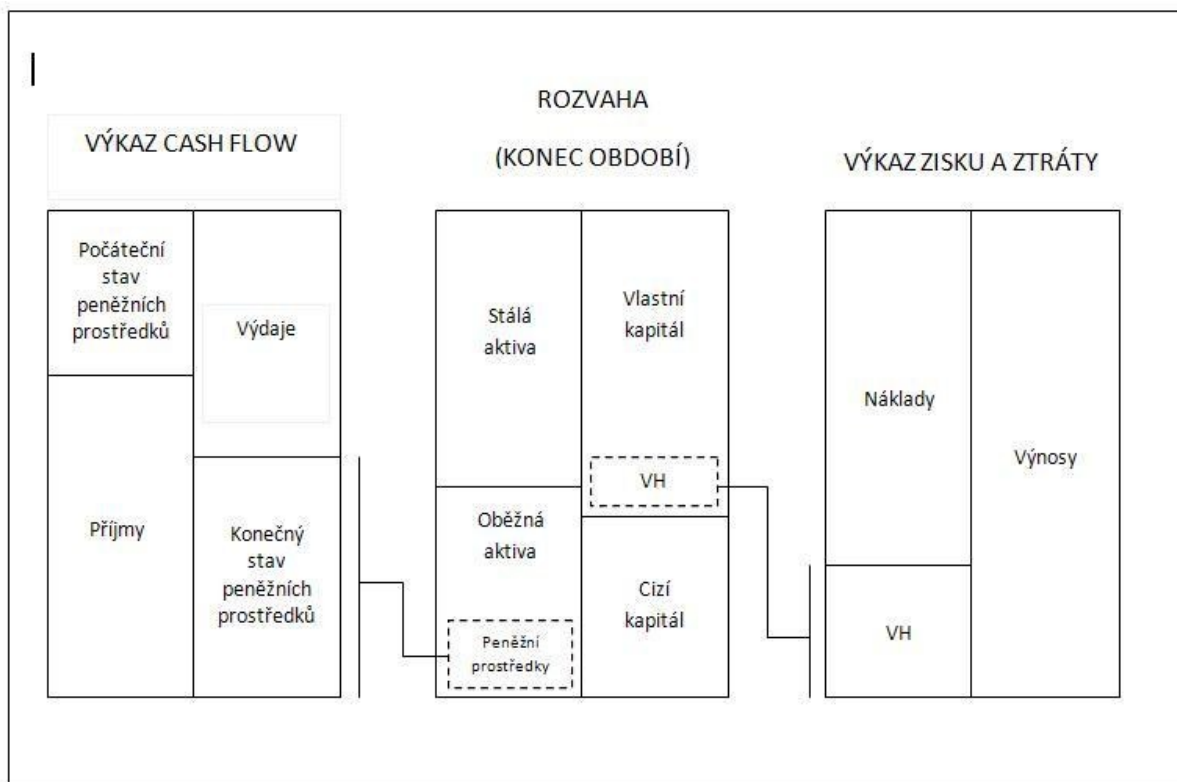 VÝKAZ CASH FLOW
Počáteční
stav
peněžních
prostředků
Výdaje
Příjmy
Konečný
stav
peněžních
prostředků
ROZVAHA
(KONEC OBDOBÍ)
Stálá
aktiva
Vlastní
kapitál
VH
Oběžná
aktiva
Peněžní
prostředky
Cizí
kapitál
VÝKAZ ZISKU A ZTRÁTY
Náklady
Výnosy
VH